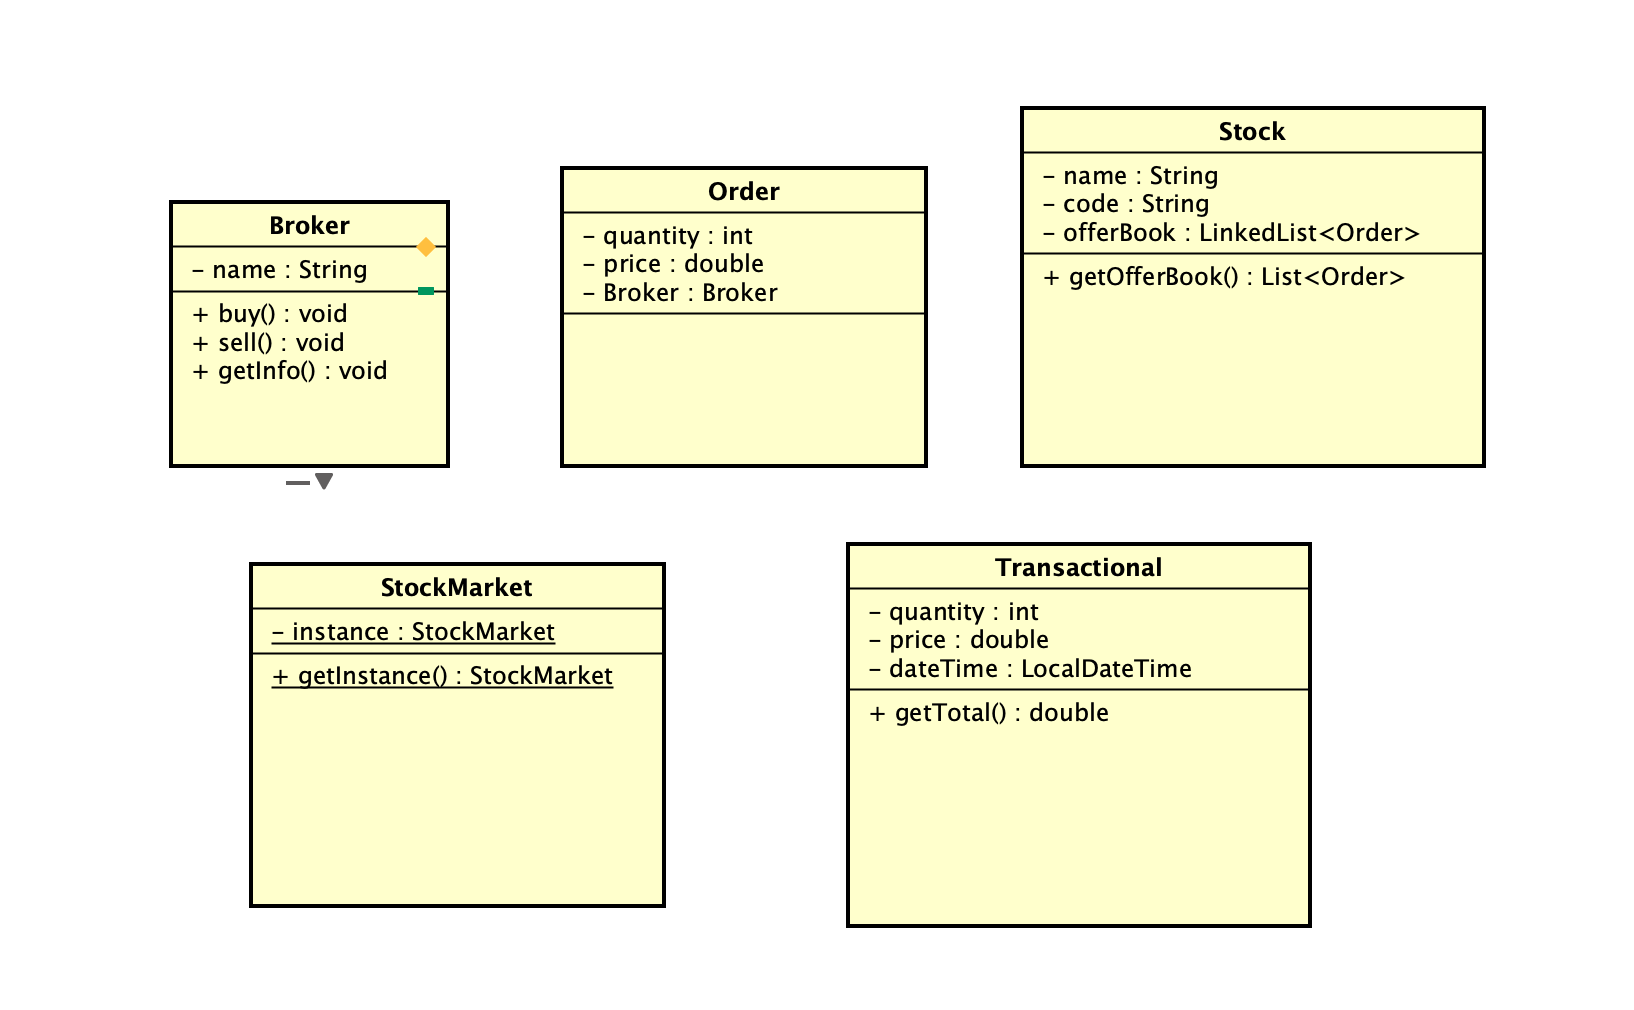 Broker
- name : String
+ buy() : void
+ sell() : void
+ getInfo() : void
Order
- quantity : int
- price : double
- Broker : Broker
Stock
- name : String
- code : String
- offerBook : LinkedList<Order>
+ getOfferBook() : List<Order>
StockMarket
- instance : StockMarket
+ getInstance() : StockMarket
Transactional
- quantity : int
- price : double
- dateTime : LocalDateTime
+ getTotal() : double